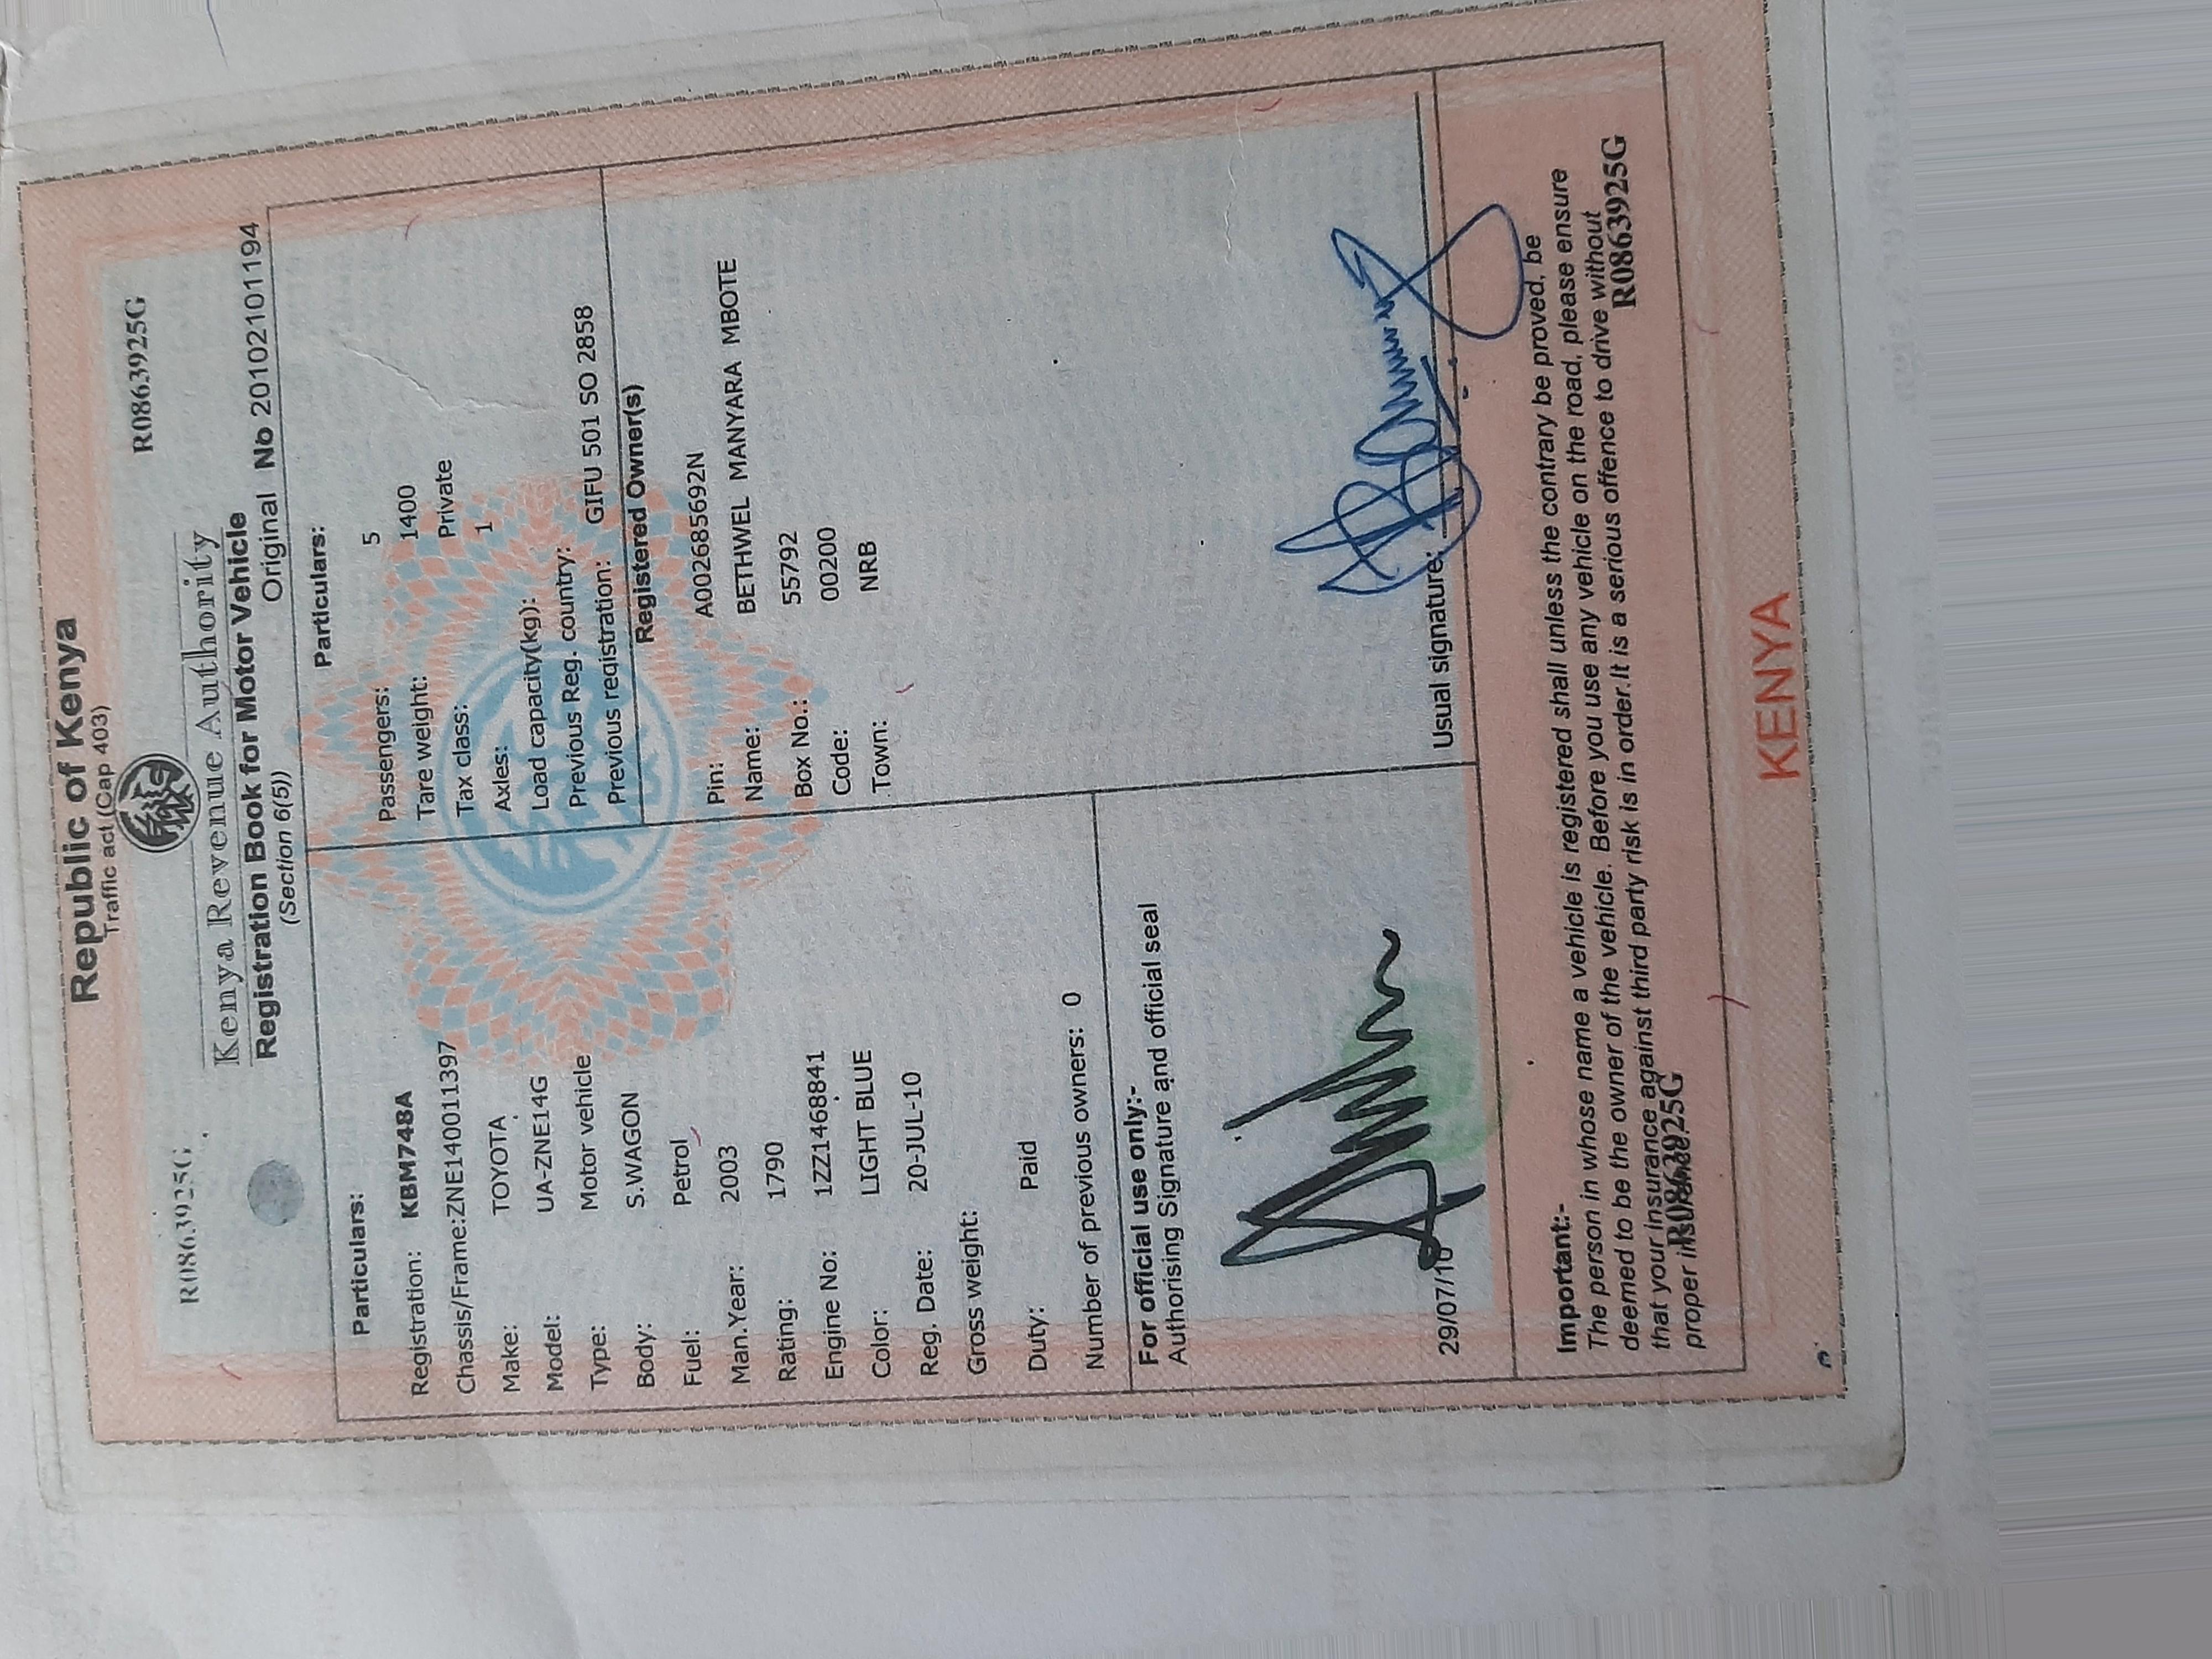 Republic of Kenya
Traffic act (Cap 403)
R0863925G
R0863925G
Kenya Revenue Authority
Registration Book for Motor Vehicle
(Section 6(5))
Original No 201021011194
Particulars:
Registration: KBM748A
Chassis/Frame:ZNE140011397
Make: TOYOTA
Model: UA-ZNE14G
Type: Motor vehicle
Body: S.WAGON
Fuel: Petrol
Man.Year: 2003
Rating: 1790
Engine No: 1ZZ1468841
Color: LIGHT BLUE
Reg. Date: 20-JUL-10
Gross weight:
Duty: Paid
Number of previous owners: 0
Particulars:
Passengers: 5
Tare weight: 1400
Tax class: Private
Axles: 1
Load capacity(kg):
Previous Reg. country:
Previous registration: GIFU 501 SO 2858
Registered Owner(s)
Pin: A002685692N
Name: BETHWEL MANYARA MBOTE
Box No.: 55792
Code: 00200
Town: NRB
For official use only:-
Authorising Signature and official seal
29/07/10
Usual signature:
Important:-
The person in whose name a vehicle is registered shall unless the contrary be proved, be
deemed to be the owner of the vehicle. Before you use any vehicle on the road, please ensure
that your insurance against third party risk is in order.It is a serious offence to drive without
proper insurance.
R0863925G
R0863925G
KENYA